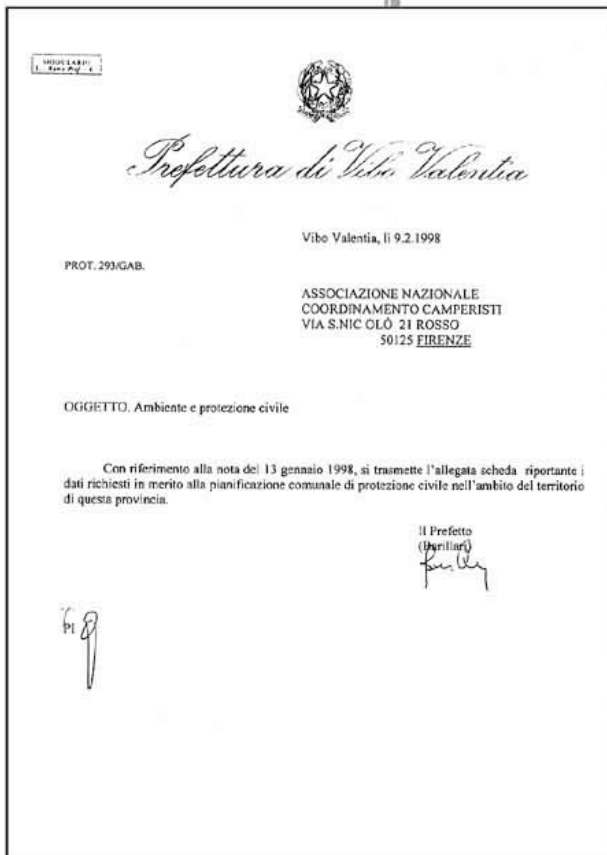 Prefettura di Vibo Valentia
Vibo Valentia, lì 9.2.1998
PROT. 293/GAB.
ASSOCIAZIONE NAZIONALE
COORDINAMENTO CAMPERISTI
VIA S.NIC OLÒ 21 ROSSO
50125 FIRENZE
OGGETTO. Ambiente e protezione civile
Con riferimento alla nota del 13 gennaio 1998, si trasmette l'allegata scheda riportante i
dati richiesti in merito alla pianificazione comunale di protezione civile nell'ambito del territorio
di questa provincia.
Il Prefetto